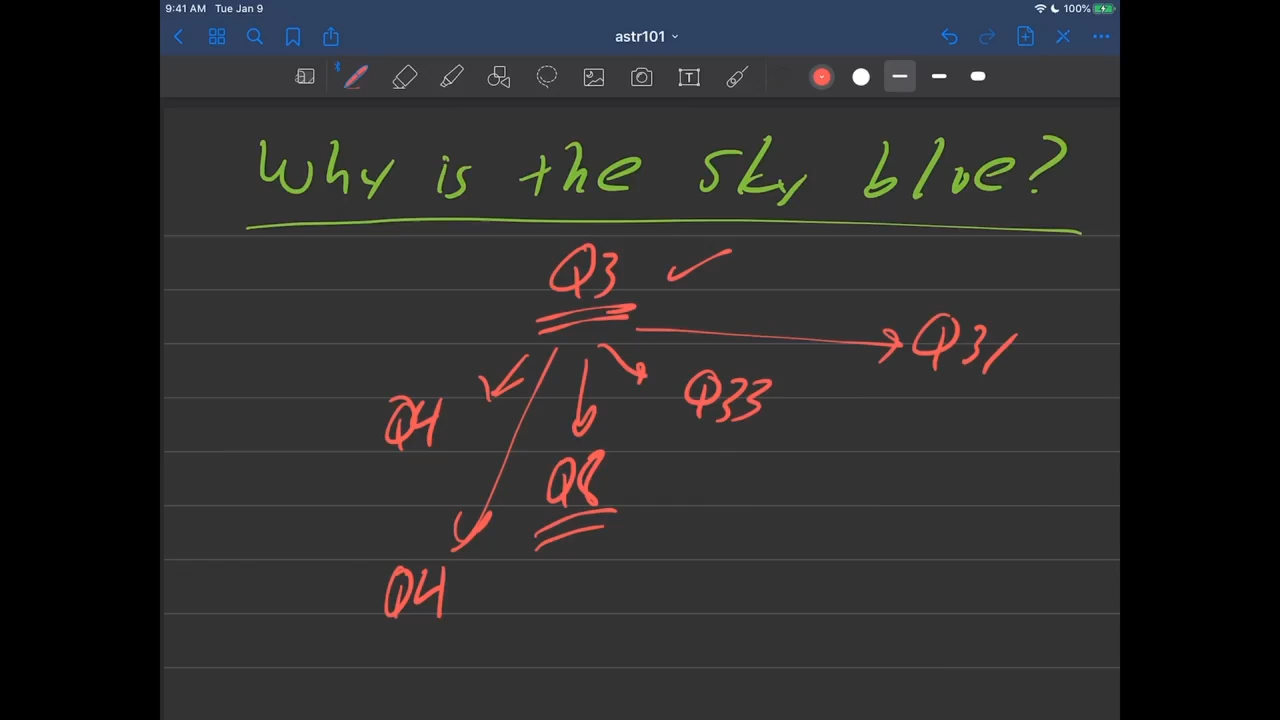 9:41 AM Tue Jan 9 100%
astr101
T
Why is the sky blue?
Q3
Q31
Q33
Q4
Q8
Q4